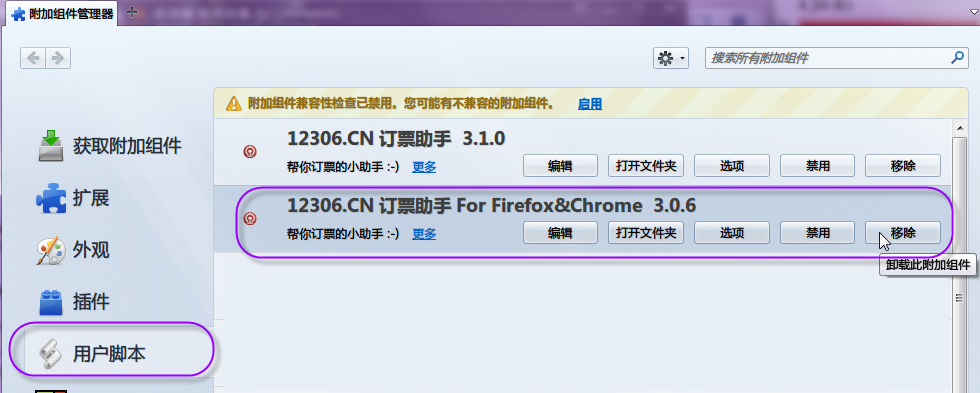 附加组件管理器
搜索所有附加组件
附加组件兼容性检查已禁用。您可能有不兼容的附加组件。 启用
获取附加组件
扩展
外观
插件
用户脚本
12306.CN 订票助手 3.1.0
帮你订票的小助手 :-) 更多 编辑 打开文件夹 选项 禁用 移除
12306.CN 订票助手 For Firefox&Chrome 3.0.6
帮你订票的小助手 :-) 更多 编辑 打开文件夹 选项 禁用 移除
卸载此附加组件